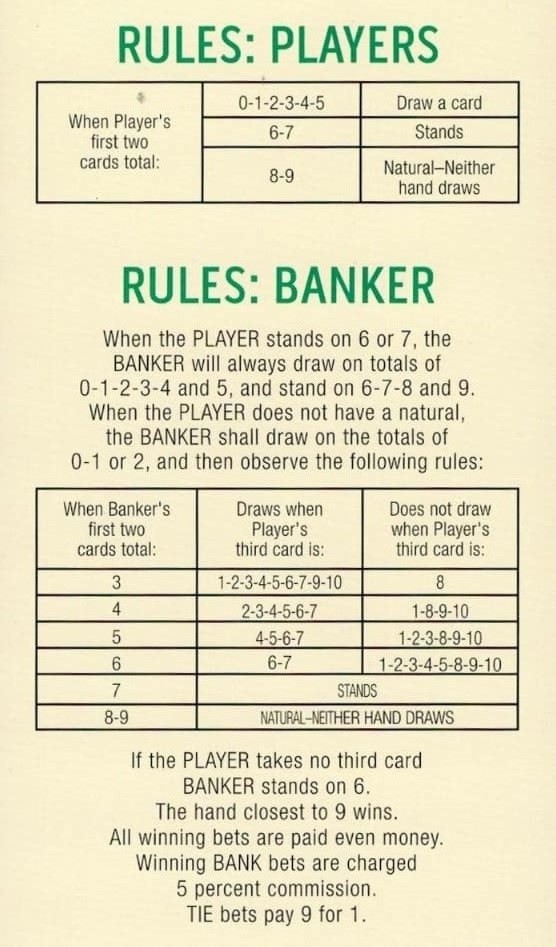 RULES: PLAYERS
When Player's
first two
cards total:
0-1-2-3-4-5
Draw a card
6-7
Stands
8-9
Natural–Neither
hand draws
RULES: BANKER
When the PLAYER stands on 6 or 7, the
BANKER will always draw on totals of
0-1-2-3-4 and 5, and stand on 6-7-8 and 9.
When the PLAYER does not have a natural,
the BANKER shall draw on the totals of
0-1 or 2, and then observe the following rules:
When Banker's
first two
cards total:
Draws when
Player's
third card is:
Does not draw
when Player's
third card is:
3
1-2-3-4-5-6-7-9-10
8
4
2-3-4-5-6-7
1-8-9-10
5
4-5-6-7
1-2-3-8-9-10
6
6-7
1-2-3-4-5-8-9-10
7
STANDS
8-9
NATURAL–NEITHER HAND DRAWS
If the PLAYER takes no third card
BANKER stands on 6.
The hand closest to 9 wins.
All winning bets are paid even money.
Winning BANK bets are charged
5 percent commission.
TIE bets pay 9 for 1.